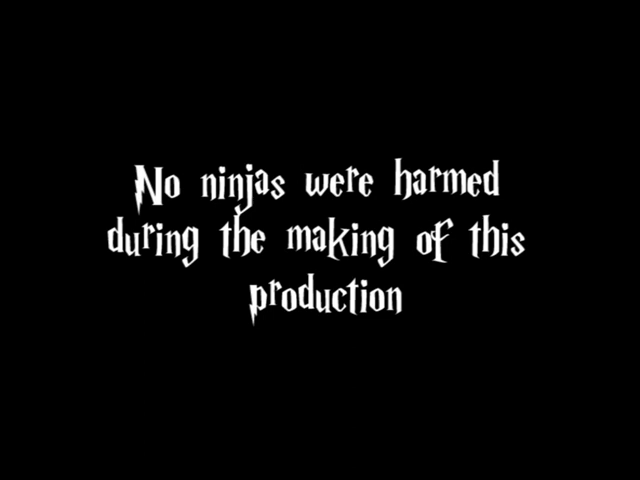 No ninjas were harmed
during the making of this
production